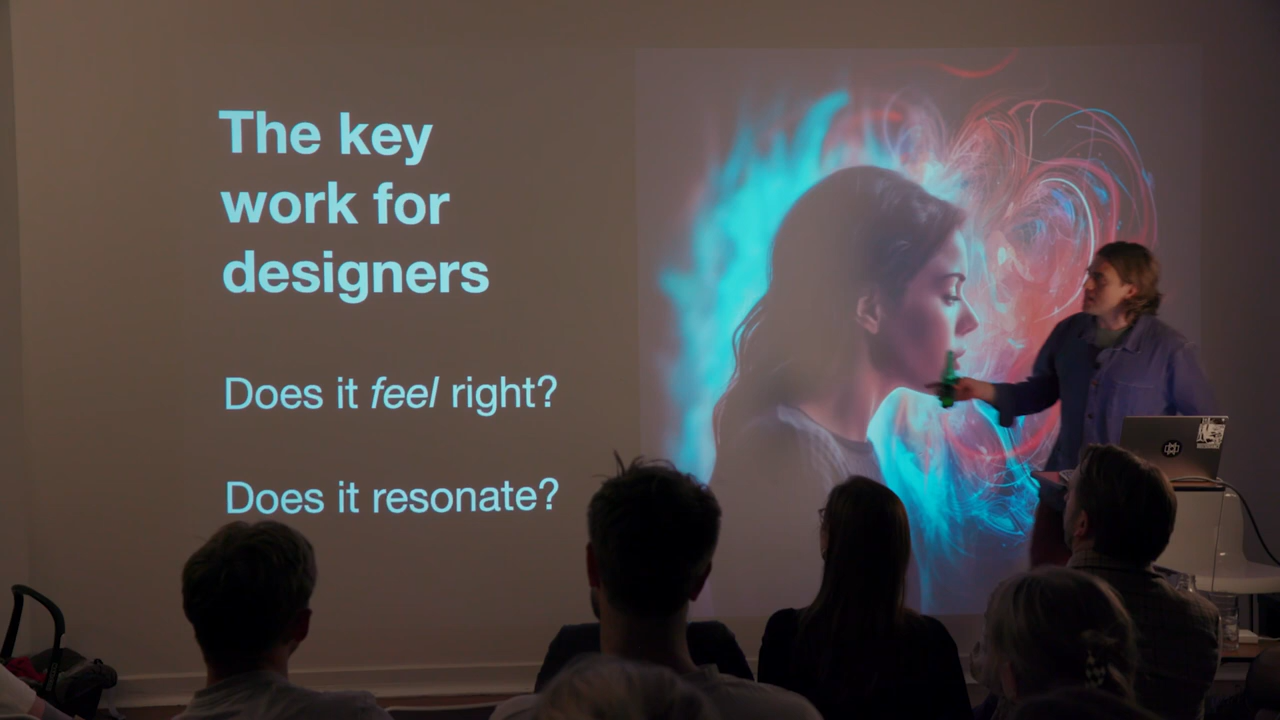 The key
work for
designers
Does it feel right?
Does it resonate?